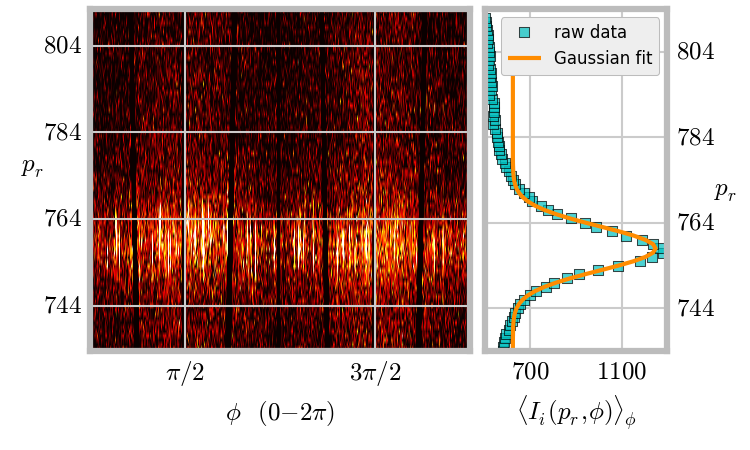 804
784
764
744
p_r
π/2
3π/2
ϕ (0−2π)
raw data
Gaussian fit
804
784
764
744
p_r
700
1100
⟨I_i(p_r,ϕ)⟩_ϕ